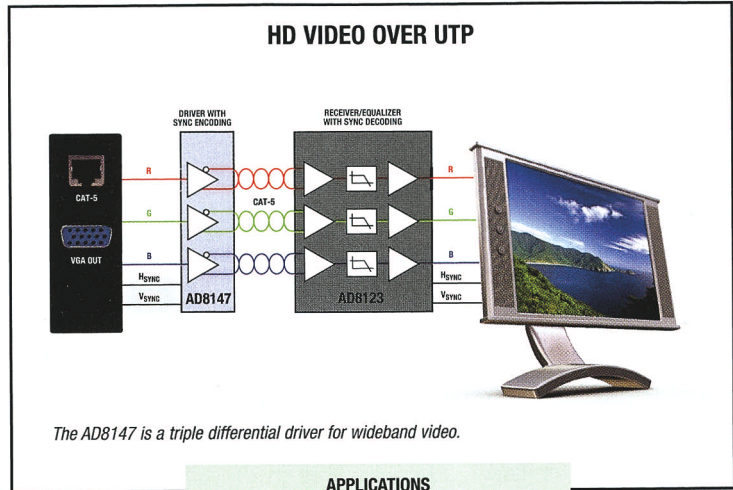 HD VIDEO OVER UTP
DRIVER WITH
SYNC ENCODING
RECEIVER/EQUALIZER
WITH SYNC DECODING
R
R
CAT-5
CAT-5
G
G
VGA OUT
B
B
HSYNC
HSYNC
VSYNC
VSYNC
AD8147
AD8123
The AD8147 is a triple differential driver for wideband video.
APPLICATIONS